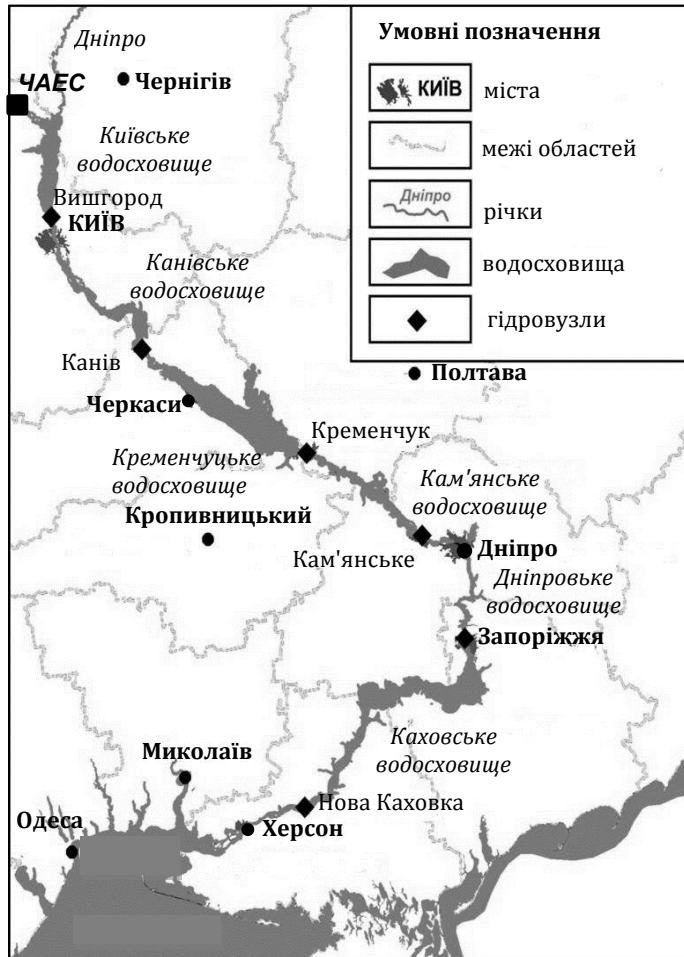 Дніпро
ЧАЕС
Чернігів
Київське
водосховище
Вишгород
КИЇВ
Канівське
водосховище
Канів
Черкаси
Кременчуцьке
водосховище
Кременчук
Полтава
Кам'янське
водосховище
Кропивницький
Кам'янське
Дніпро
Дніпровьке
водосховище
Запоріжжя
Каховське
водосховище
Миколаїв
Нова Каховка
Одеса
Херсон
Умовні позначення
КИЇВ
міста
межі областей
Дніпро
річки
водосховища
гідровузли